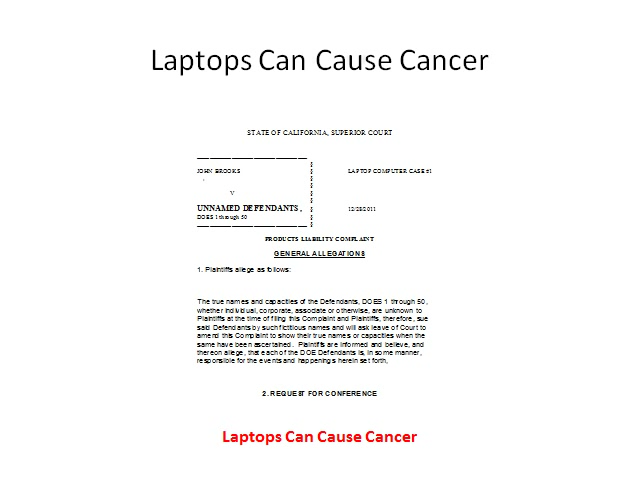 Laptops Can Cause Cancer
STATE OF CALIFORNIA, SUPERIOR COURT
JOHN BROOKS
LAPTOP COMPUTER CASE #1
,
V
UNNAMED DEFENDANTS,
12/28/2011
DOES 1 through 50
PRODUCTS LIABILITY COMPLAINT
GENERAL ALLEGATIONS
1. Plaintiffs allege as follows:
The true names and capacities of the Defendants, DOES 1 through 50,
whether individual, corporate, associate or otherwise, are unknown to
Plaintiffs at the time of filing this Complaint and Plaintiffs, therefore, sue
said Defendants by such fictitious names and will ask leave of Court to
amend this Complaint to show their true names or capacities when the
same have been ascertained. Plaintiffs are informed and believe, and
thereon allege, that each of the DOE Defendants is, in some manner,
responsible for the events and happenings herein set forth,
2. REQUEST FOR CONFERENCE
Laptops Can Cause Cancer